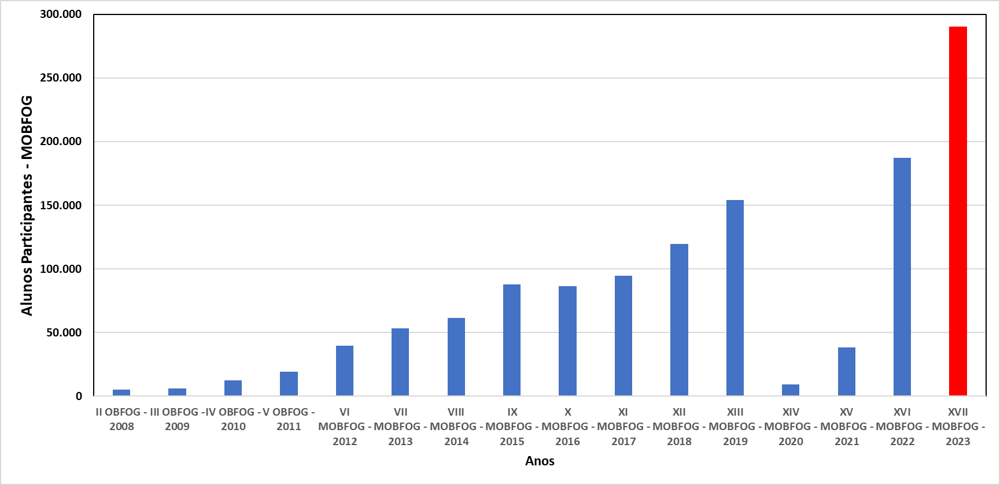 300.000
250.000
200.000
150.000
100.000
50.000
0
Alunos Participantes - MOBFOG
II OBFOG -
2008
III OBFOG -
2009
IV OBFOG -
2010
V OBFOG -
2011
VI
MOBFOG -
2012
VII
MOBFOG -
2013
VIII
MOBFOG -
2014
IX
MOBFOG -
2015
X
MOBFOG -
2016
XI
MOBFOG -
2017
XII
MOBFOG -
2018
XIII
MOBFOG -
2019
XIV
MOBFOG -
2020
XV
MOBFOG -
2021
XVI
MOBFOG -
2022
XVII
MOBFOG -
2023
Anos